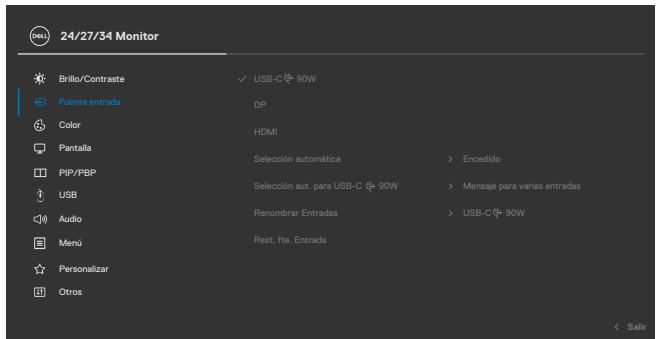 DELL 24/27/34 Monitor
Brillo/Contraste
✓ USB-C 90W
Fuente entrada
DP
Color
HDMI
Pantalla
Selección automática > Encedido
PIP/PBP
Selección aut. para USB-C 90W > Mensaje para varias entradas
USB
Renombrar Entradas > USB-C 90W
Audio
Menú
Rest. fte. Entrada
Personalizar
Otros
< Salir